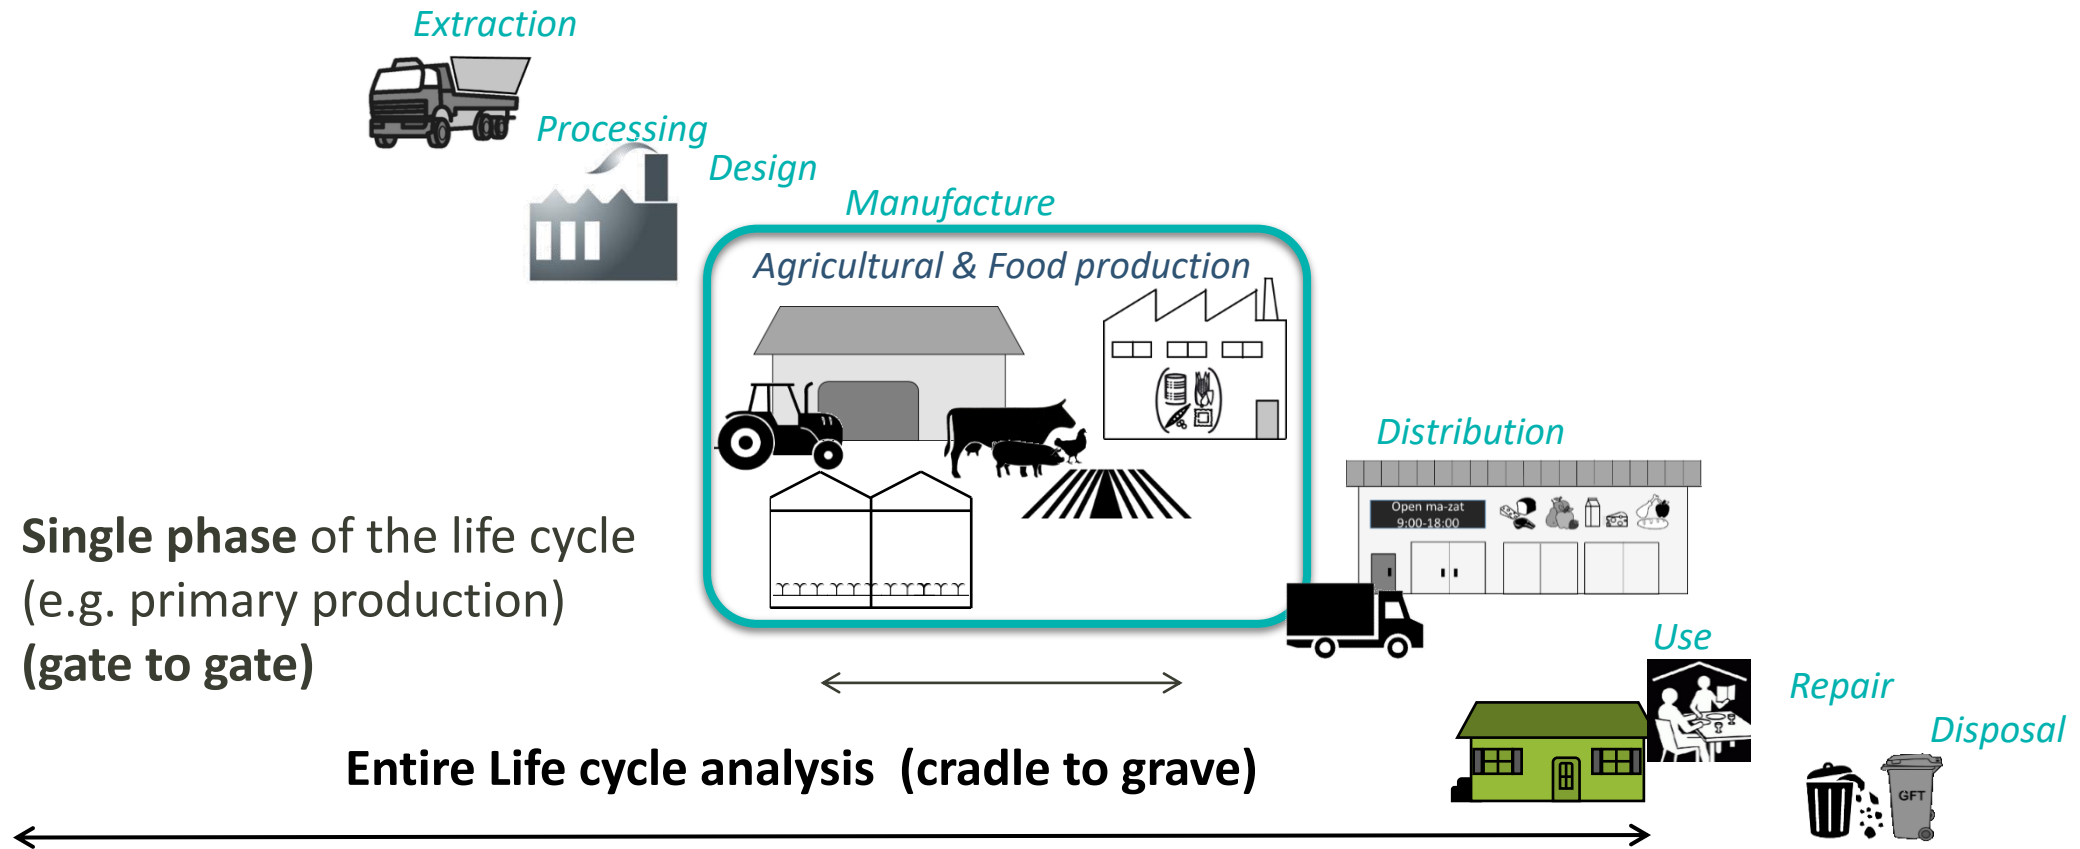 Extraction
Processing
Design
Manufacture
Agricultural & Food production
Distribution
Open ma-zat
9:00-18:00
Single phase of the life cycle
(e.g. primary production)
(gate to gate)
Use
Repair
Disposal
Entire Life cycle analysis  (cradle to grave)
GFT